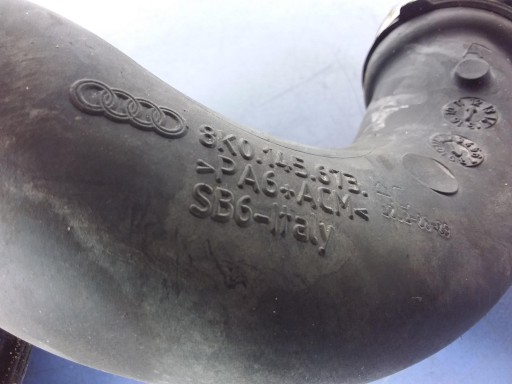 8K0.145.673.
>PA6+ACM<
SB6-Italy